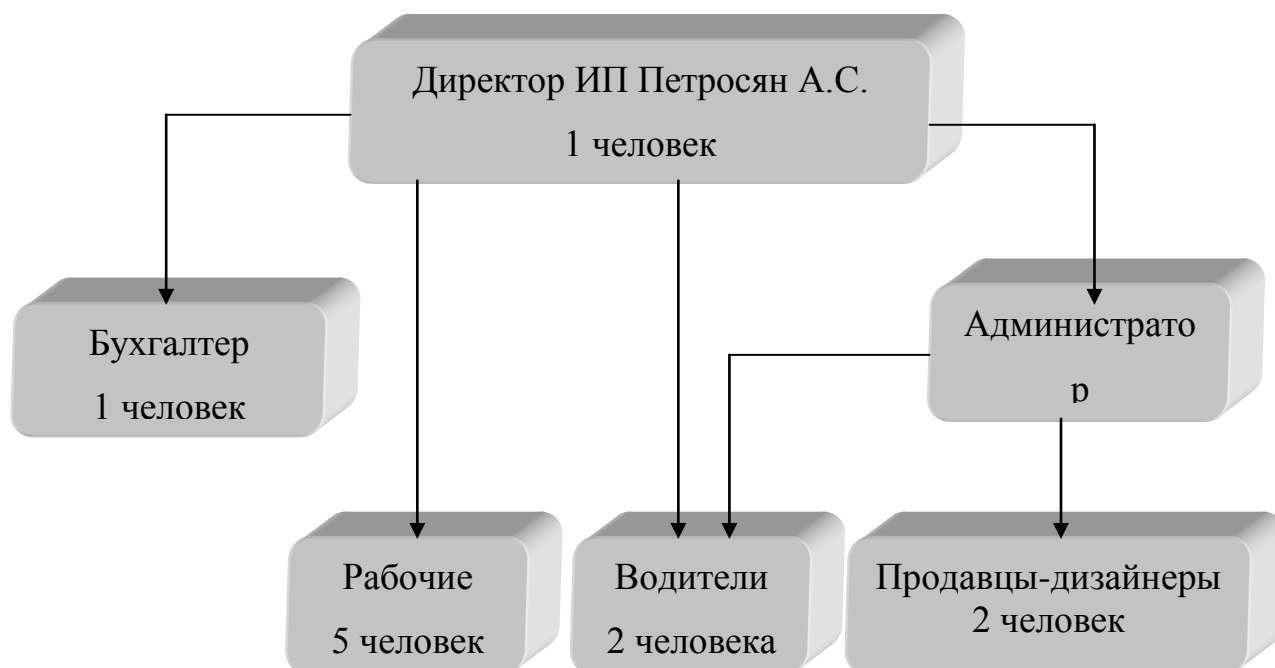 Директор ИП Петросян А.С.
1 человек
Бухгалтер
1 человек
Администрато
р
Рабочие
5 человек
Водители
2 человека
Продавцы-дизайнеры
2 человек